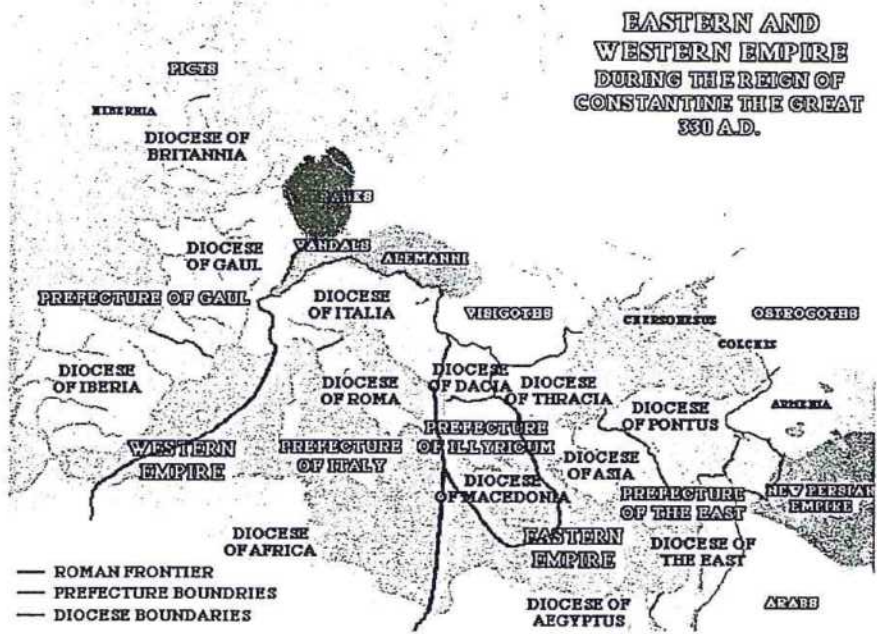 EASTERN AND
WESTERN EMPIRE
DURING THE REIGN OF
CONSTANTINE THE GREAT
330 A.D.
PICTS
HIBERNIA
DIOCESE OF
BRITANNIA
FRANKS
DIOCESE
OF GAUL
VANDALS
ALEMANNI
PREFECTURE OF GAUL
DIOCESE
OF ITALIA
VISIGOTHS
CHERSONESUS
OSTROGOTHS
COLCHIS
DIOCESE
OF IBERIA
DIOCESE
OF ROMA
DIOCESE
OF DACIA
DIOCESE
OF THRACIA
DIOCESE
OF PONTUS
ARMENIA
WESTERN
EMPIRE
PREFECTURE
OF ITALY
PREFECTURE
OF ILLYRICUM
DIOCESE
OF ASIA
DIOCESE
OF MACEDONIA
PREFECTURE
OF THE EAST
NEW PERSIAN
EMPIRE
DIOCESE
OF AFRICA
EASTERN
EMPIRE
DIOCESE OF
THE EAST
ROMAN FRONTIER
PREFECTURE BOUNDRIES
DIOCESE BOUNDARIES
DIOCESE OF
AEGYPTUS
ARABS